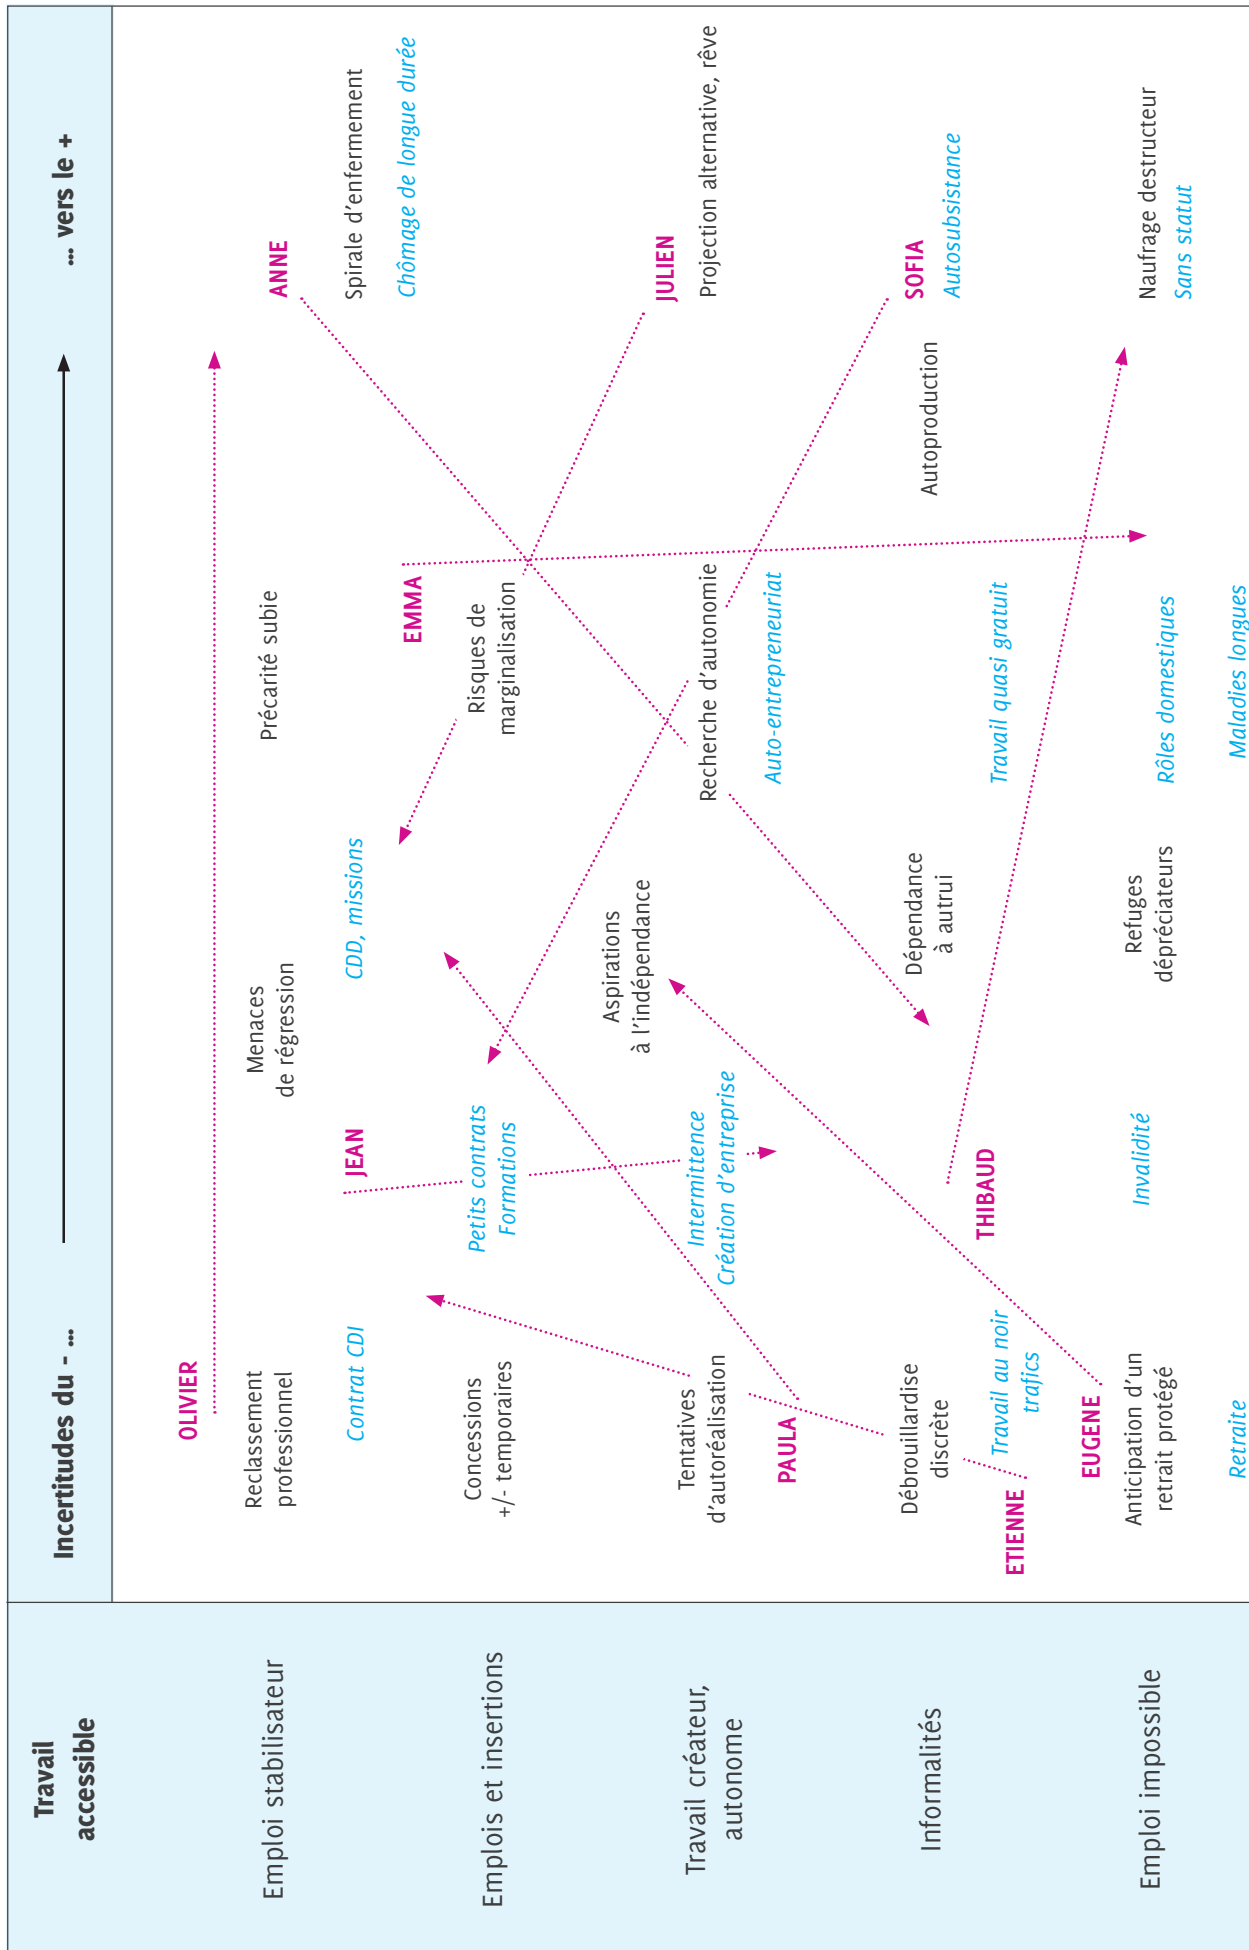 Travail
accessible
Incertitudes du - ...
... vers le +
Emploi stabilisateur
OLIVIER
Reclassement
professionnel
Contrat CDI
Menaces
de régression
JEAN
CDD, missions
Précarité subie
EMMA
ANNE
Spirale d'enfermement
Chômage de longue durée
Emplois et insertions
Concessions
+/- temporaires
Petits contrats
Formations
Risques de
marginalisation
Travail créateur,
autonome
Tentatives
d'autoréalisation
PAULA
Intermittence
Création d'entreprise
Aspirations
à l'indépendance
Recherche d'autonomie
Auto-entrepreneuriat
JULIEN
Projection alternative, rêve
Informalités
Débrouillardise
discrète
Travail au noir
trafics
ETIENNE
THIBAUD
Dépendance
à autrui
Travail quasi gratuit
Autoproduction
SOFIA
Autosubsistance
Emploi impossible
EUGENE
Anticipation d'un
retrait protégé
Retraite
Invalidité
Refuges
dépréciateurs
Rôles domestiques
Maladies longues
Naufrage destructeur
Sans statut